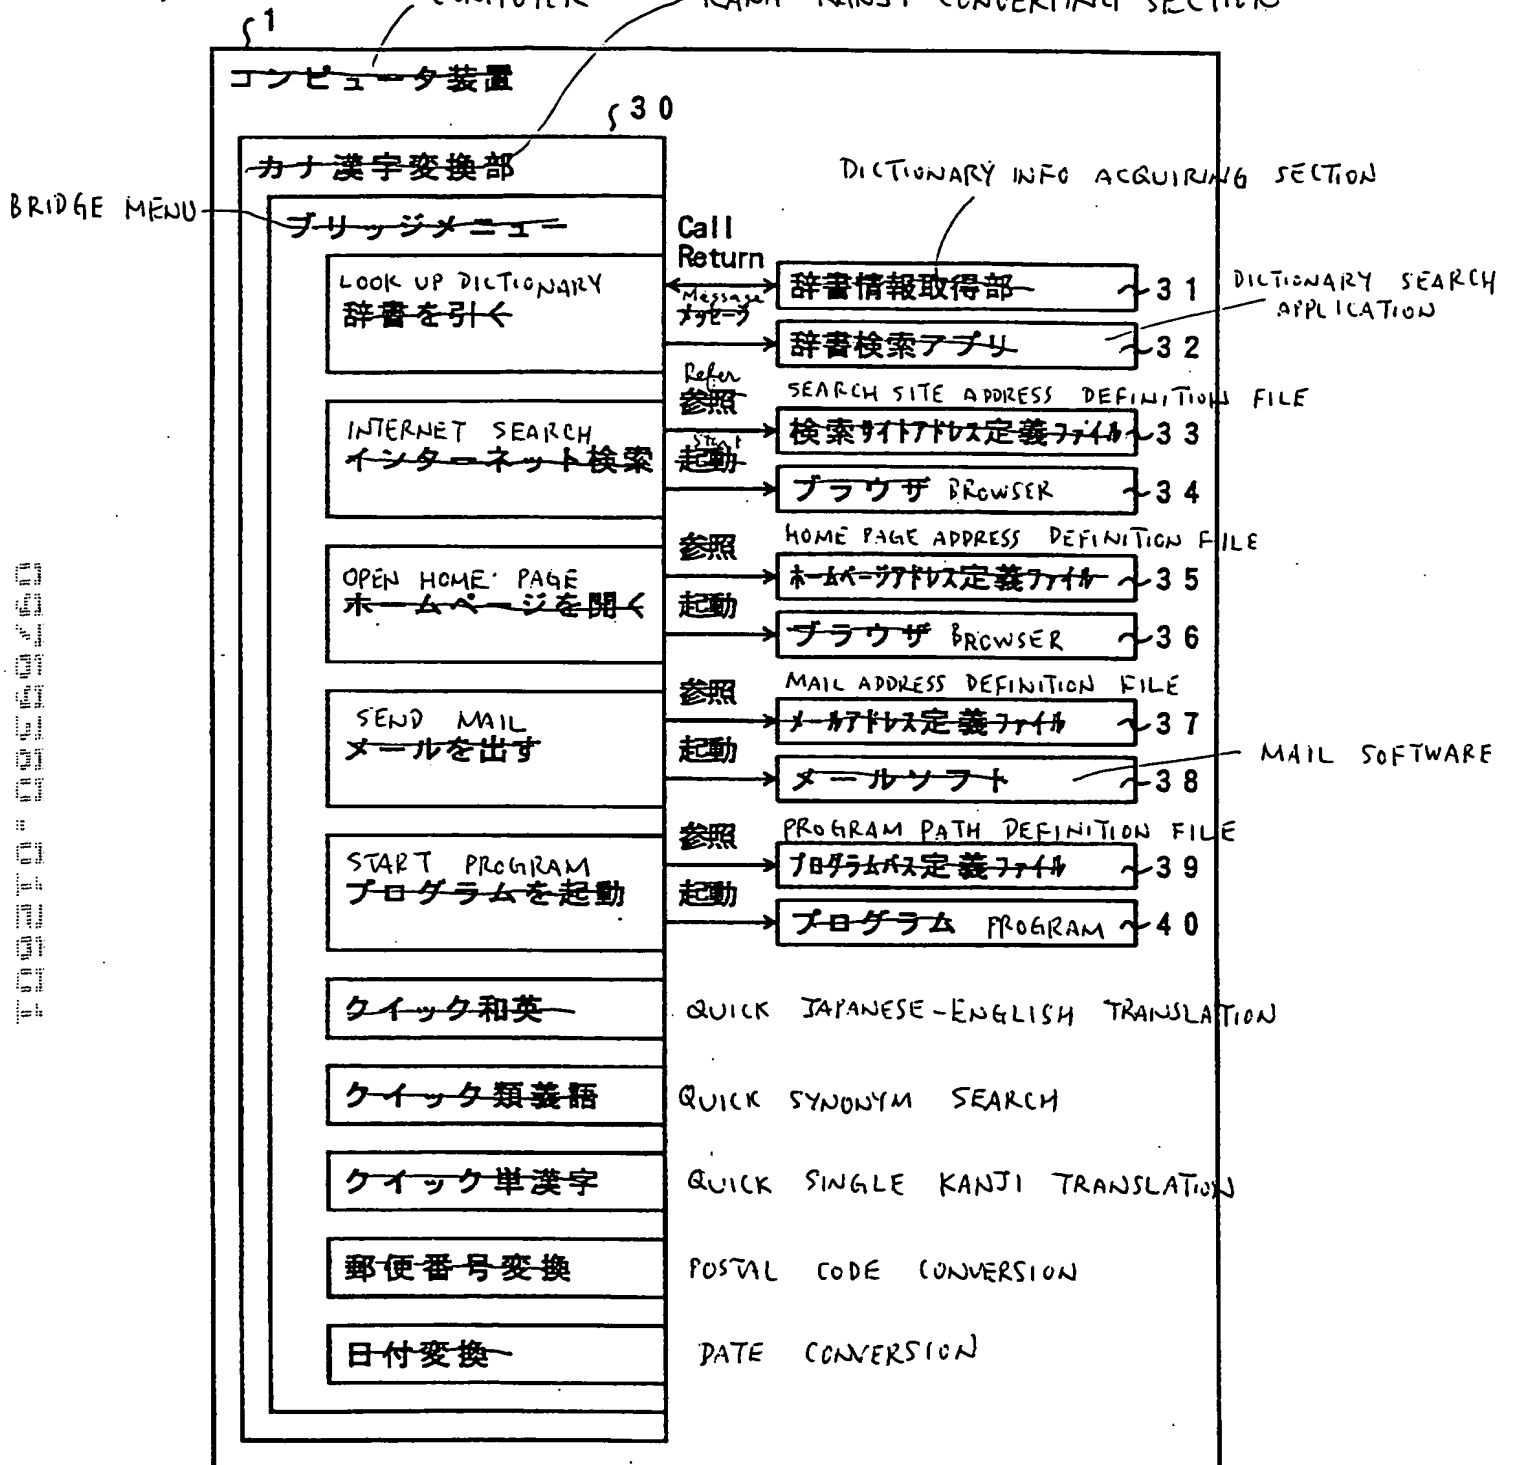 COMPUTER
KANA KANJI CONVERTING SECTION
1
コンピュータ装置
30
カナ漢字変換部
DICTIONARY INFO ACQUIRING SECTION
BRIDGE MENU
ブリッジメニュー
Call
Return
LOOK UP DICTIONARY
辞書を引く
辞書情報取得部
31
DICTIONARY SEARCH
APPLICATION
Message
メッセージ
辞書検索アプリ
32
Refer
参照
SEARCH SITE ADDRESS DEFINITION FILE
INTERNET SEARCH
インターネット検索
検索サイトアドレス定義ファイル
33
Start
起動
ブラウザ BROWSER
34
参照
HOME PAGE ADDRESS DEFINITION FILE
OPEN HOME PAGE
ホームページを開く
ホームページアドレス定義ファイル
35
起動
ブラウザ BROWSER
36
参照
MAIL ADDRESS DEFINITION FILE
SEND MAIL
メールを出す
メールアドレス定義ファイル
37
起動
メールソフト
38
MAIL SOFTWARE
参照
PROGRAM PATH DEFINITION FILE
START PROGRAM
プログラムを起動
プログラムパス定義ファイル
39
起動
プログラム PROGRAM
40
クイック和英
QUICK JAPANESE-ENGLISH TRANSLATION
クイック類義語
QUICK SYNONYM SEARCH
クイック単漢字
QUICK SINGLE KANJI TRANSLATION
郵便番号変換
POSTAL CODE CONVERSION
日付変換
DATE CONVERSION